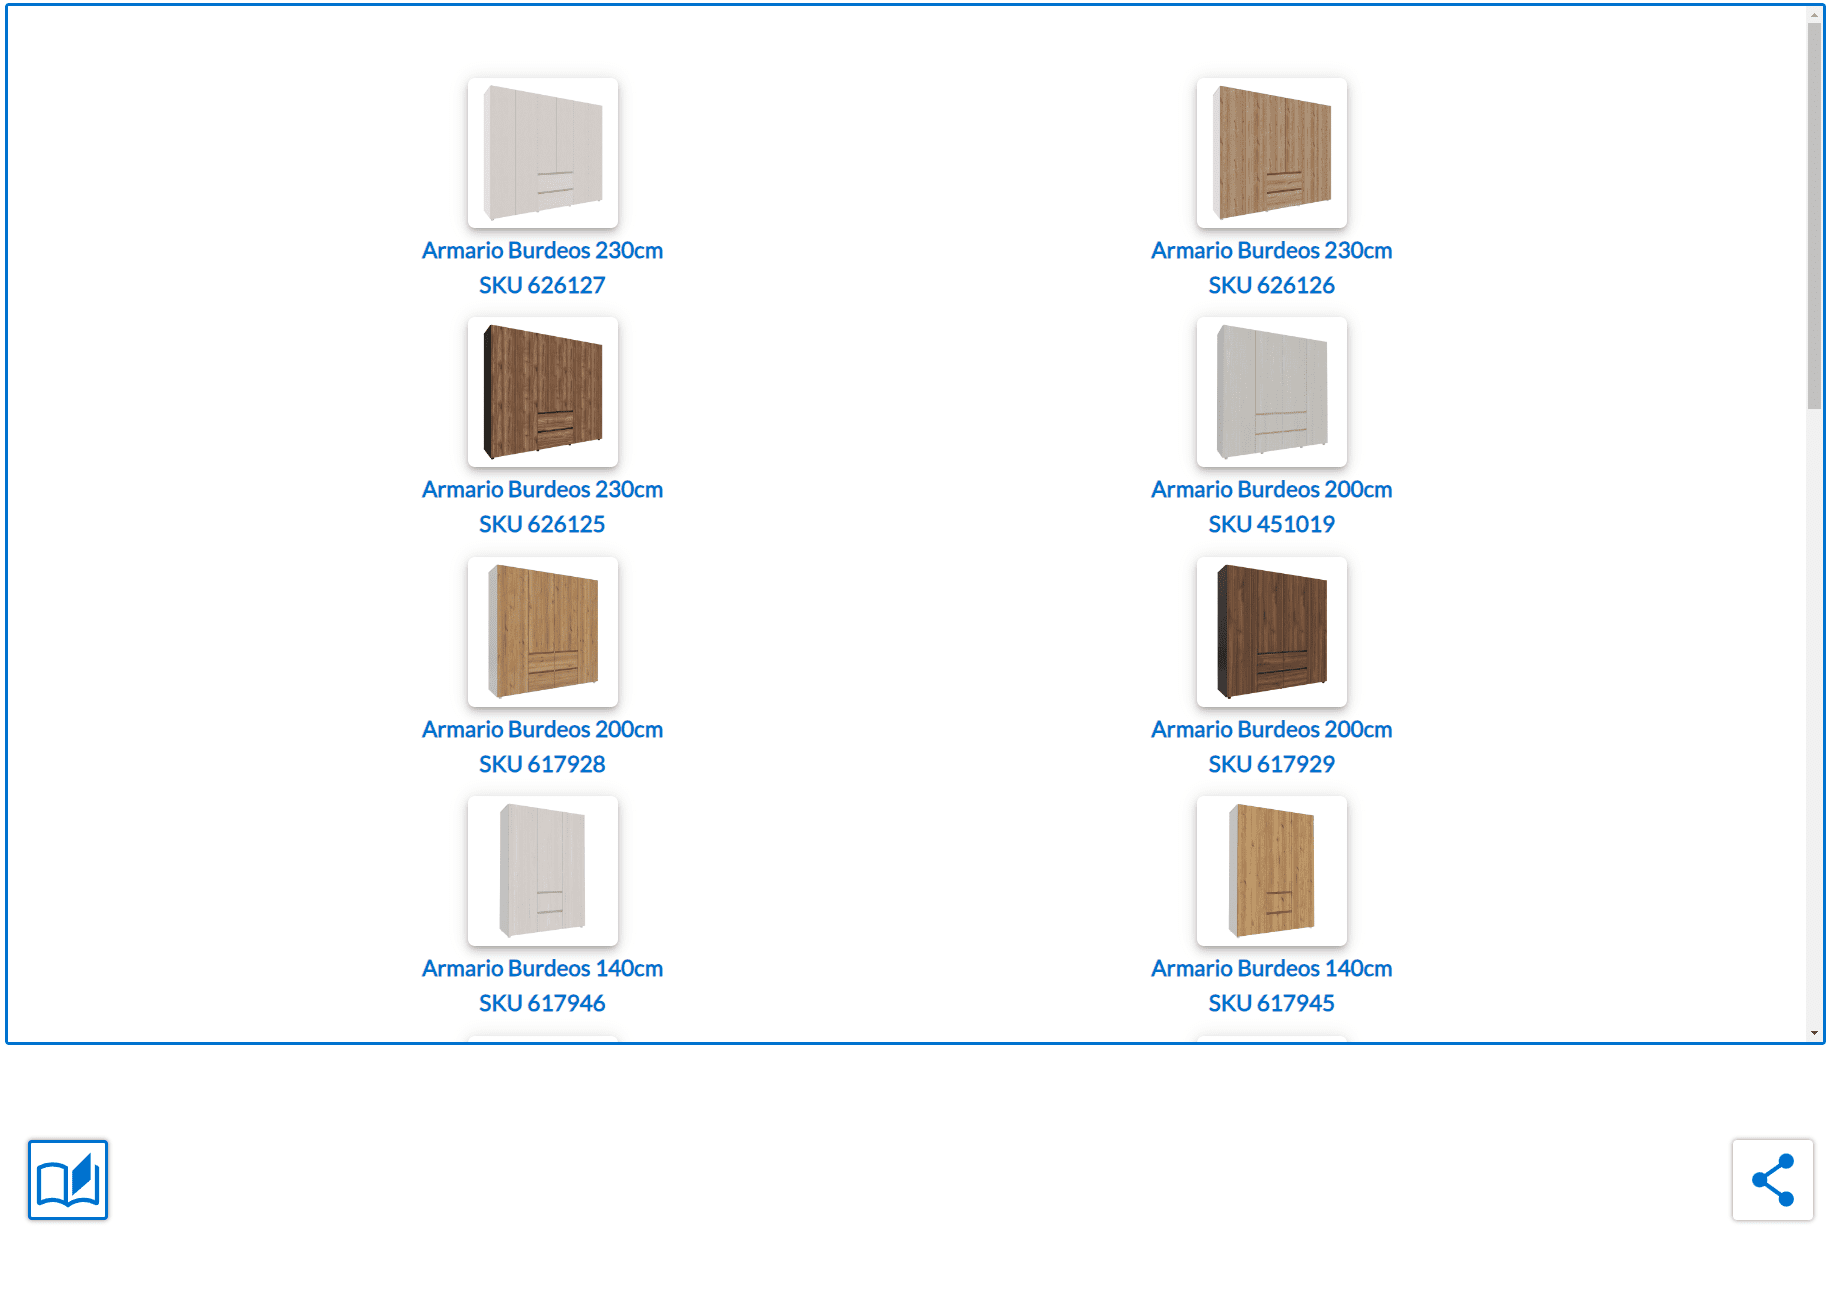 Armario Burdeos 230cm
SKU 626127
Armario Burdeos 230cm
SKU 626126
Armario Burdeos 230cm
SKU 626125
Armario Burdeos 200cm
SKU 451019
Armario Burdeos 200cm
SKU 617928
Armario Burdeos 200cm
SKU 617929
Armario Burdeos 140cm
SKU 617946
Armario Burdeos 140cm
SKU 617945